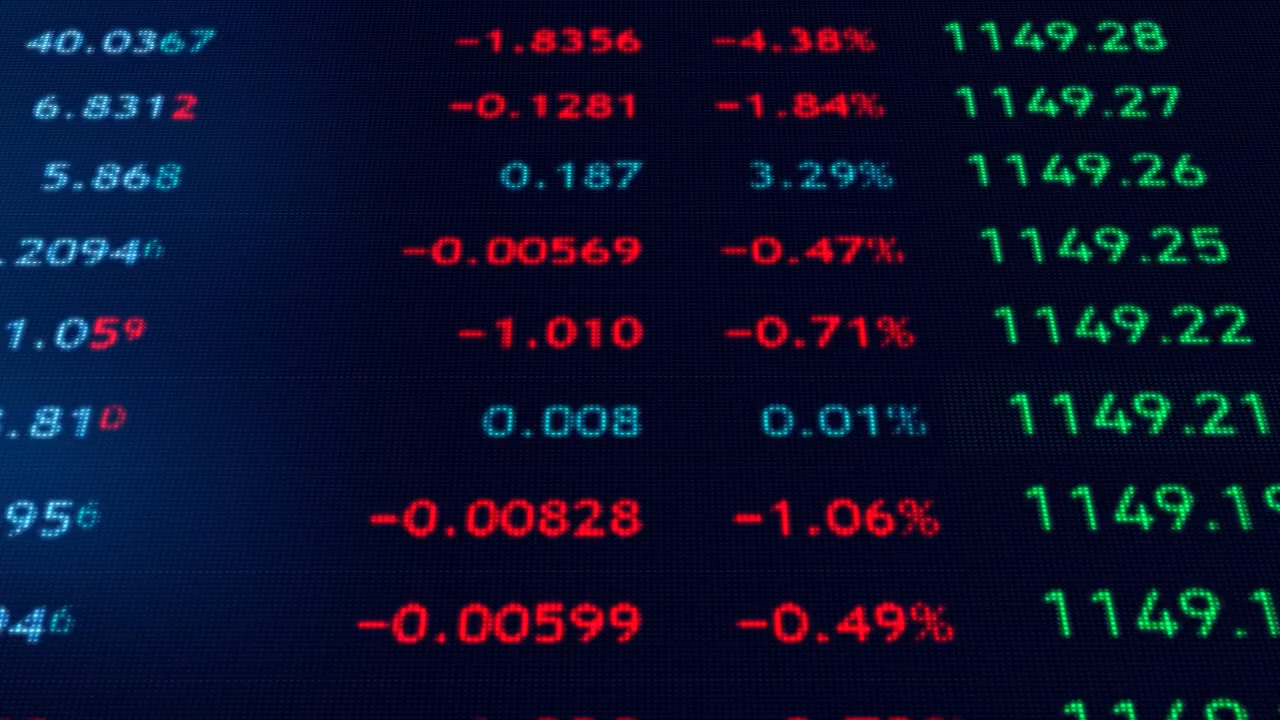 40.0367 -1.8356 -4.38% 1149.28
6.8312 -0.1281 -1.84% 1149.27
5.868 0.187 3.29% 1149.26
.20946 -0.00569 -0.47% 1149.25
1.059 -1.010 -0.71% 1149.22
.810 0.008 0.01% 1149.21
956 -0.00828 -1.06% 1149.19
46 -0.00599 -0.49% 1149.1